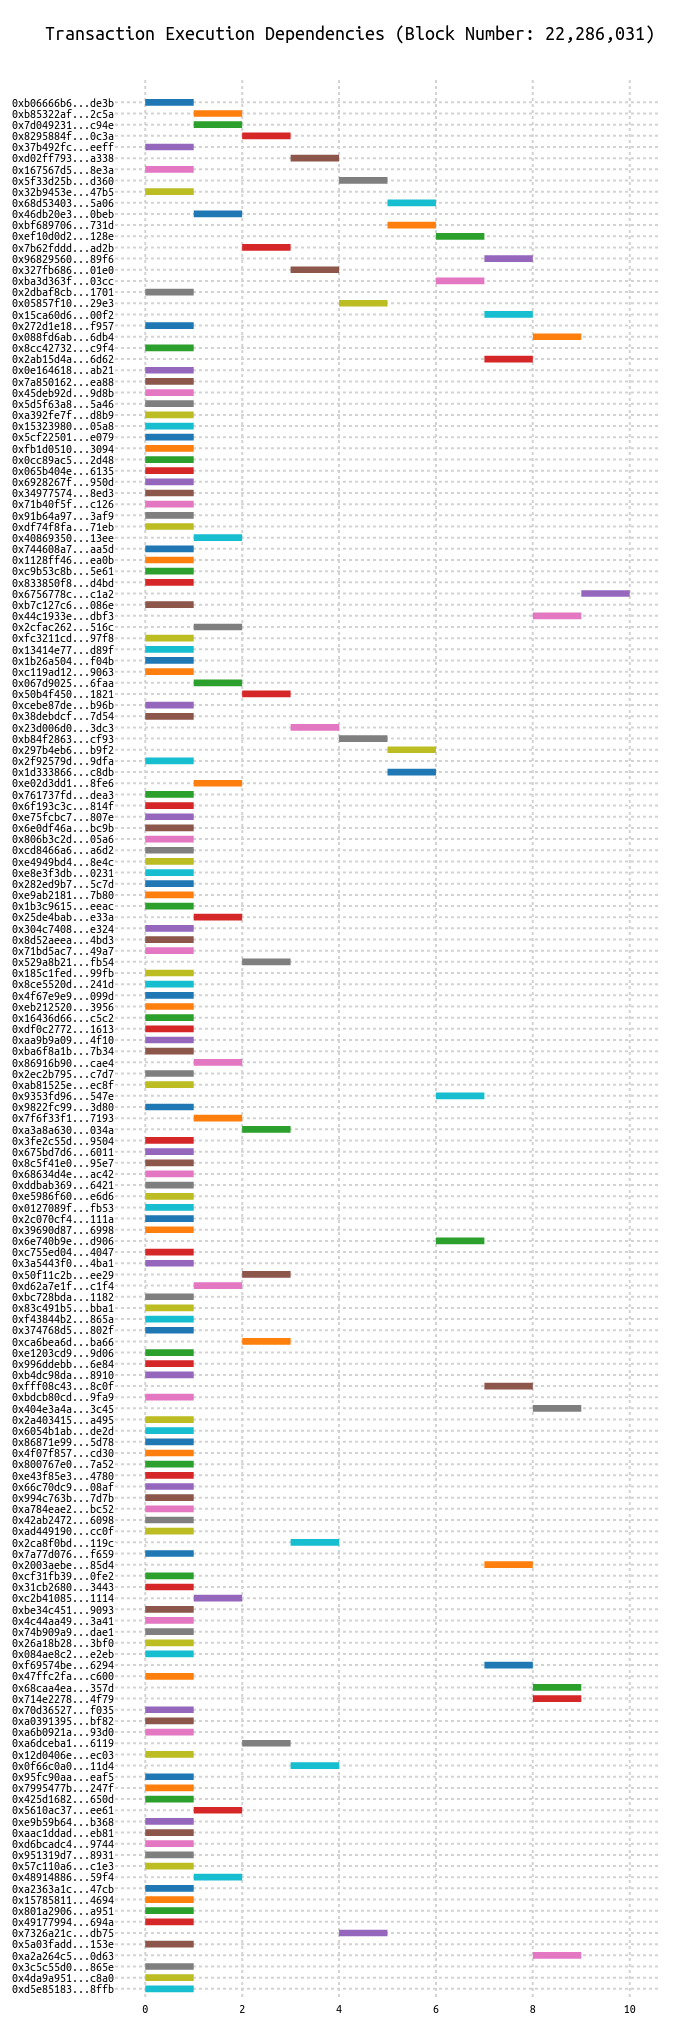 Transaction Execution Dependencies (Block Number: 22,286,031)
0xb06666b6...de3b
0xb85322af...2c5a
0x7d049231...c94e
0x8295884f...0c3a
0x37b492fc...eeff
0xd02ff793...a338
0x167567d5...8e3a
0x5f33d25b...d360
0x32b9453e...47b5
0x68d53403...5a06
0x46db20e3...0beb
0xbf689706...731d
0xef10d0d2...128e
0x7b62fddd...ad2b
0x96829560...89f6
0x327fb686...01e0
0xba3d363f...03cc
0x2dbaf8cb...1701
0x05857f10...29e3
0x15ca60d6...00f2
0x272d1e18...f957
0x088fd6ab...6db4
0x8cc42732...c9f4
0x2ab15d4a...6d62
0x0e164618...ab21
0x7a850162...ea88
0x45deb92d...9d8b
0x5d5f63a8...5a46
0xa392fe7f...d8b9
0x15323980...05a8
0x5cf22501...e079
0xfb1d0510...3094
0x0cc89ac5...2d48
0x065b404e...6135
0x6928267f...950d
0x34977574...8ed3
0x71b40f5f...c126
0x91b64a97...3af9
0xdf74f8fa...71eb
0x40869350...13ee
0x744608a7...aa5d
0x1128ff46...ea0b
0xc9b53c8b...5e61
0x833850f8...d4bd
0x6756778c...c1a2
0xb7c127c6...086e
0x44c1933e...dbf3
0x2cfac262...516c
0xfc3211cd...97f8
0x13414e77...d89f
0x1b26a504...f04b
0xc119ad12...9063
0x067d9025...6faa
0x50b4f450...1821
0xcebe87de...b96b
0x38debdcf...7d54
0x23d006d0...3dc3
0xb84f2863...cf93
0x297b4eb6...b9f2
0x2f92579d...9dfa
0x1d333866...c8db
0xe02d3dd1...8fe6
0x761737fd...dea3
0x6f193c3c...814f
0xe75fcbc7...807e
0x6e0df46a...bc9b
0x806b3c2d...05a6
0xcd8466a6...a6d2
0xe4949bd4...8e4c
0xe8e3f3db...0231
0x282ed9b7...5c7d
0xe9ab2181...7b80
0x1b3c9615...eeac
0x25de4bab...e33a
0x304c7408...e324
0x8d52aeea...4bd3
0x71bd5ac7...49a7
0x529a8b21...fb54
0x185c1fed...99fb
0x8ce5520d...241d
0x4f67e9e9...099d
0xeb212520...3956
0x16436d66...c5c2
0xdf0c2772...1613
0xaa9b9a09...4f10
0xba6f8a1b...7b34
0x86916b90...cae4
0x2ec2b795...c7d7
0xab81525e...ec8f
0x9353fd96...547e
0x9822fc99...3d80
0x7f6f33f1...7193
0xa3a8a630...034a
0x3fe2c55d...9504
0x675bd7d6...6011
0x8c5f41e0...95e7
0x68634d4e...ac42
0xddbab369...6421
0xe5986f60...e6d6
0x0127089f...fb53
0x2c070cf4...111a
0x39690d87...6998
0x6e740b9e...d906
0xc755ed04...4047
0x3a5443f0...4ba1
0x50f11c2b...ee29
0xd62a7e1f...c1f4
0xbc728bda...1182
0x83c491b5...bba1
0xf43844b2...865a
0x374768d5...802f
0xca6bea6d...ba66
0xe1203cd9...9d06
0x996ddebb...6e84
0xb4dc98da...8910
0xfff08c43...8c0f
0xbdcb80cd...9fa9
0x404e3a4a...3c45
0x2a403415...a495
0x6054b1ab...de2d
0x86871e99...5d78
0x4f07f857...cd30
0x800767e0...7a52
0xe43f85e3...4780
0x66c70dc9...08af
0x994c763b...7d7b
0xa784eae2...bc52
0x42ab2472...6098
0xad449190...cc0f
0x2ca8f0bd...119c
0x7a77d076...f659
0x2003aebe...85d4
0xcf31fb39...0fe2
0x31cb2680...3443
0xc2b41085...1114
0xbe34c451...9093
0x4c44aa49...3a41
0x74b909a9...dae1
0x26a18b28...3bf0
0x084ae8c2...e2eb
0xf69574be...6294
0x47ffc2fa...c600
0x68caa4ea...357d
0x714e2278...4f79
0x70d36527...f035
0xa0391395...bf82
0xa6b0921a...93d0
0xa6dceba1...6119
0x12d0406e...ec03
0x0f66c0a0...11d4
0x95fc90aa...eaf5
0x7995477b...247f
0x425d1682...650d
0x5610ac37...ee61
0xe9b59b64...b368
0xaac1ddad...eb81
0xd6bcadc4...9744
0x951319d7...8931
0x57c110a6...c1e3
0x48914886...59f4
0xa2363a1c...47cb
0x15785811...4694
0x801a2906...a951
0x49177994...694a
0x7326a21c...db75
0x5a03fadd...153e
0xa2a264c5...0d63
0x3c5c55d0...865e
0x4da9a951...c8a0
0xd5e85183...8ffb
0 2 4 6 8 10